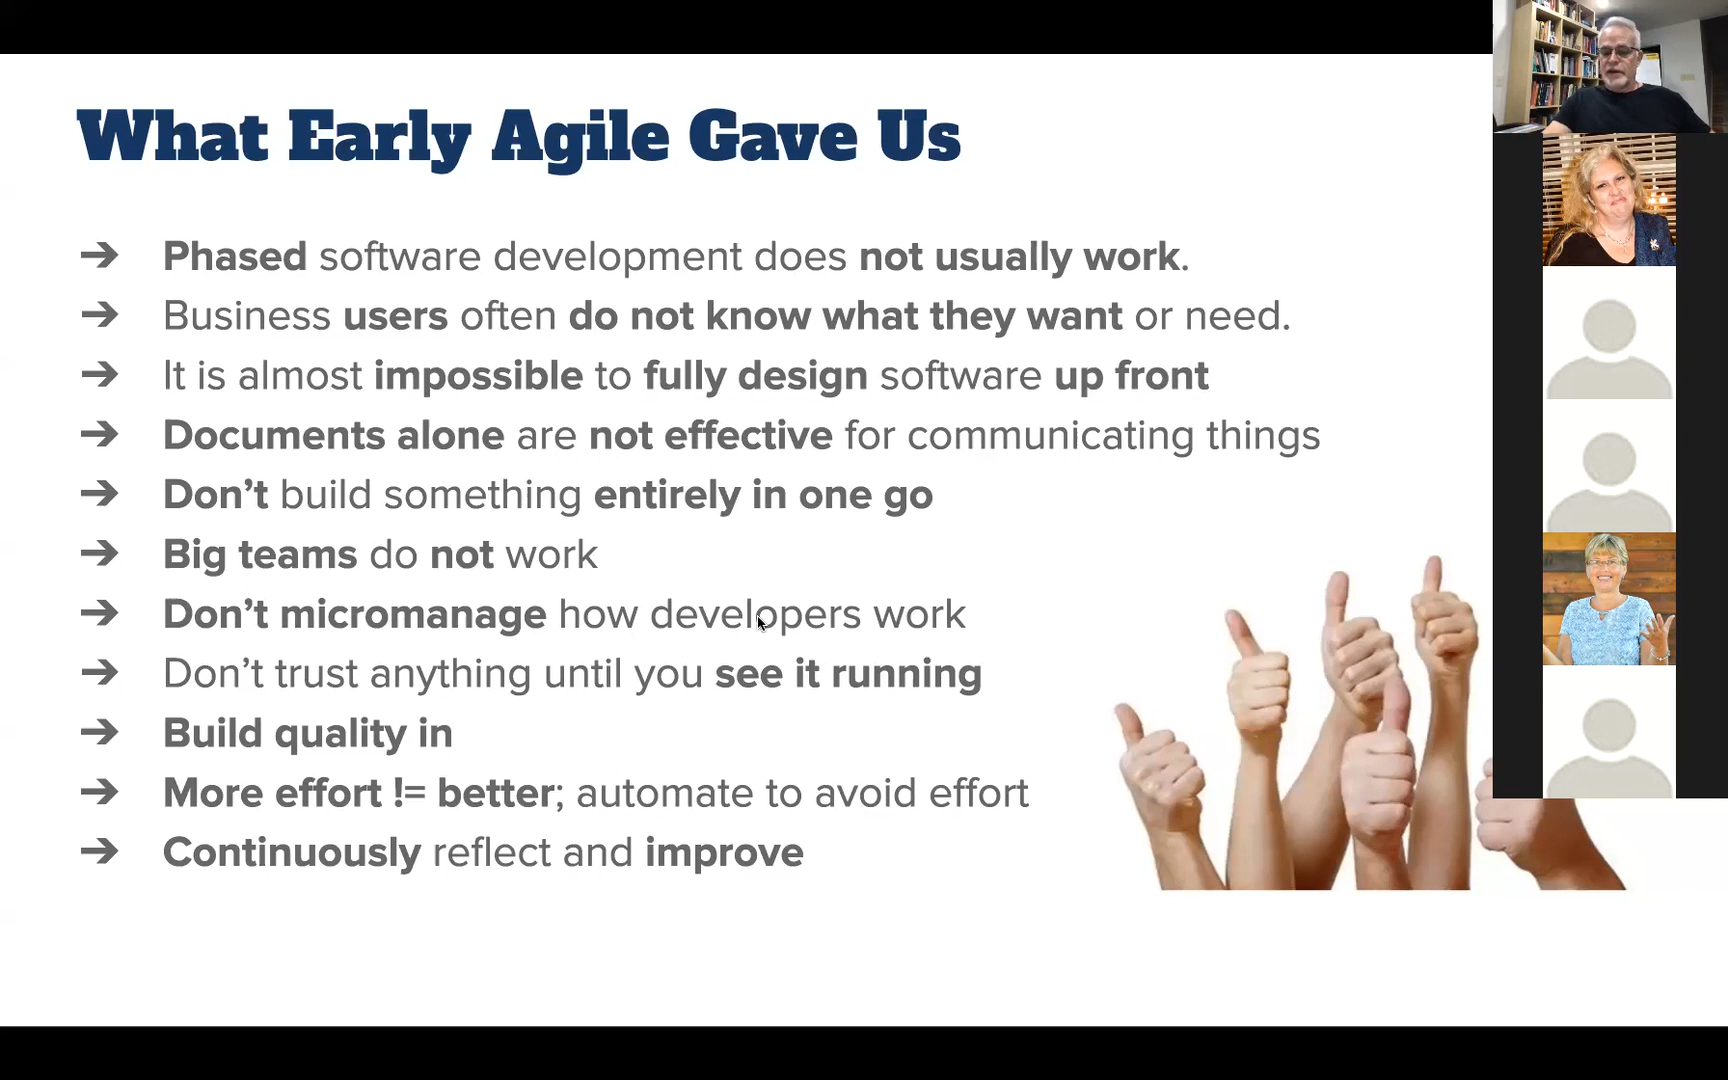 What Early Agile Gave Us
➔ Phased software development does not usually work.
➔ Business users often do not know what they want or need.
➔ It is almost impossible to fully design software up front
➔ Documents alone are not effective for communicating things
➔ Don’t build something entirely in one go
➔ Big teams do not work
➔ Don’t micromanage how developers work
➔ Don’t trust anything until you see it running
➔ Build quality in
➔ More effort != better; automate to avoid effort
➔ Continuously reflect and improve